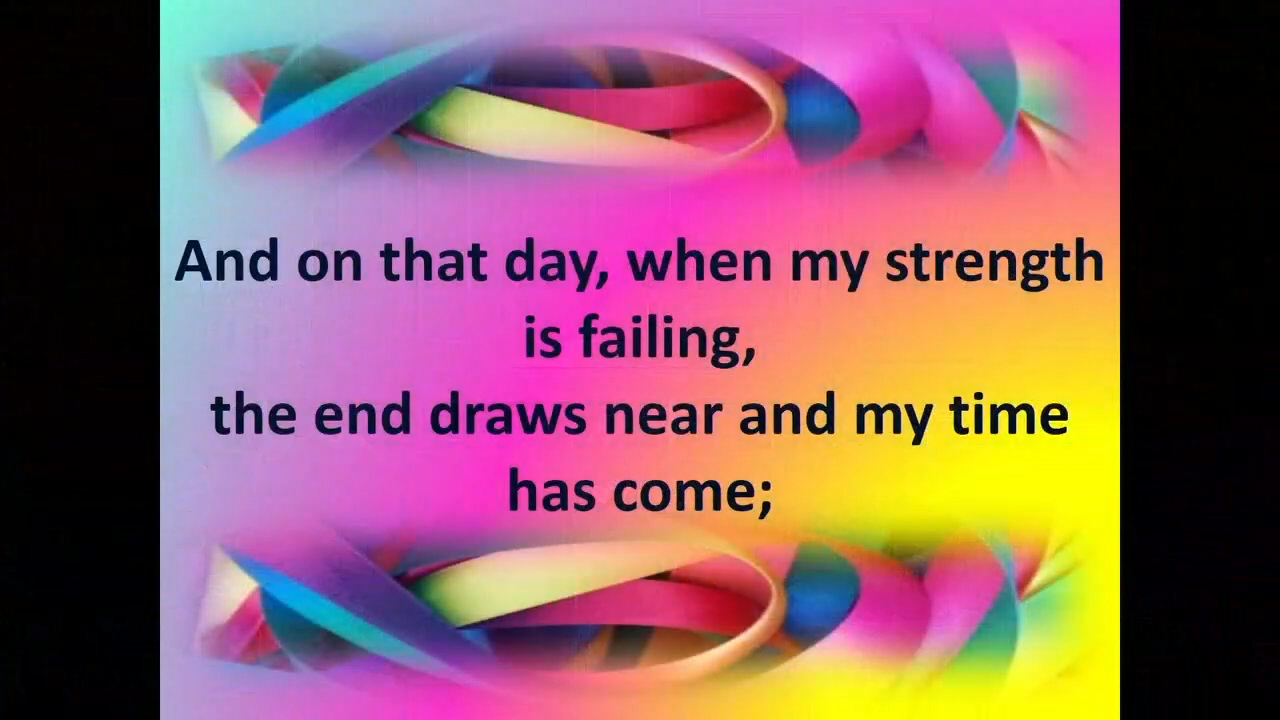 And on that day, when my strength
is failing,
the end draws near and my time
has come;